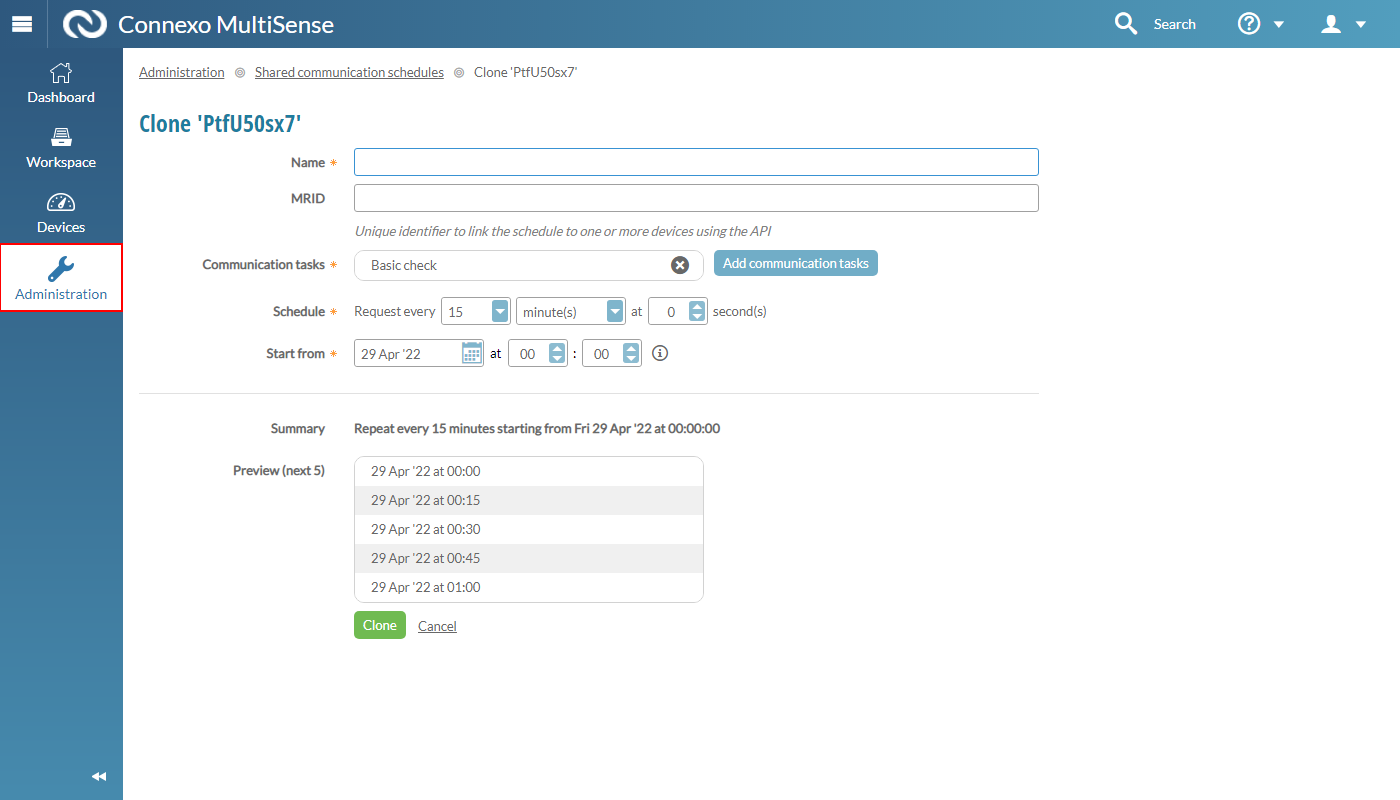 Connexo MultiSense
Search
Dashboard
Workspace
Devices
Administration
Administration Shared communication schedules Clone 'PtfU50sx7'
Clone 'PtfU50sx7'
Name *
MRID
Unique identifier to link the schedule to one or more devices using the API
Communication tasks * Basic check Add communication tasks
Schedule * Request every 15 minute(s) at 0 second(s)
Start from * 29 Apr '22 at 00 : 00
Summary Repeat every 15 minutes starting from Fri 29 Apr '22 at 00:00:00
Preview (next 5) 29 Apr '22 at 00:00
29 Apr '22 at 00:15
29 Apr '22 at 00:30
29 Apr '22 at 00:45
29 Apr '22 at 01:00
Clone Cancel